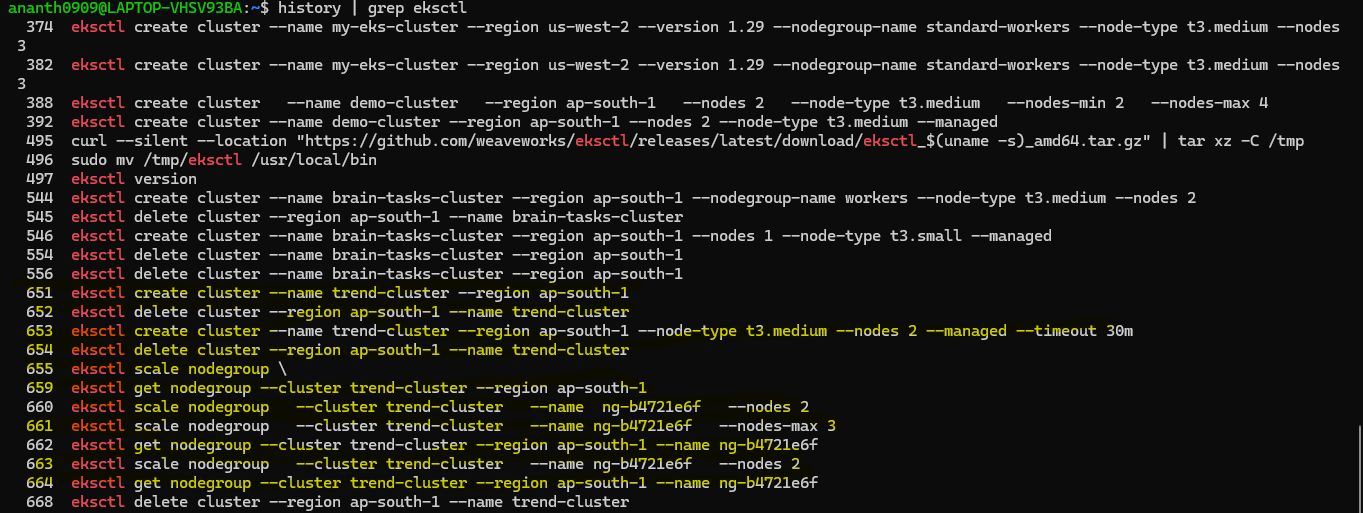 ananth0909@LAPTOP-VHSV93BA:~$ history | grep eksctl
374 eksctl create cluster --name my-eks-cluster --region us-west-2 --version 1.29 --nodegroup-name standard-workers --node-type t3.medium --nodes
3
382 eksctl create cluster --name my-eks-cluster --region us-west-2 --version 1.29 --nodegroup-name standard-workers --node-type t3.medium --nodes
3
388 eksctl create cluster --name demo-cluster --region ap-south-1 --nodes 2 --node-type t3.medium --nodes-min 2 --nodes-max 4
392 eksctl create cluster --name demo-cluster --region ap-south-1 --nodes 2 --node-type t3.medium --managed
495 curl --silent --location "https://github.com/weaveworks/eksctl/releases/latest/download/eksctl_$(uname -s)_amd64.tar.gz" | tar xz -C /tmp
496 sudo mv /tmp/eksctl /usr/local/bin
497 eksctl version
544 eksctl create cluster --name brain-tasks-cluster --region ap-south-1 --nodegroup-name workers --node-type t3.medium --nodes 2
545 eksctl delete cluster --region ap-south-1 --name brain-tasks-cluster
546 eksctl create cluster --name brain-tasks-cluster --region ap-south-1 --nodes 1 --node-type t3.small --managed
554 eksctl delete cluster --name brain-tasks-cluster --region ap-south-1
556 eksctl delete cluster --name brain-tasks-cluster --region ap-south-1
651 eksctl create cluster --name trend-cluster --region ap-south-1
652 eksctl delete cluster --region ap-south-1 --name trend-cluster
653 eksctl create cluster --name trend-cluster --region ap-south-1 --node-type t3.medium --nodes 2 --managed --timeout 30m
654 eksctl delete cluster --region ap-south-1 --name trend-cluster
655 eksctl scale nodegroup \
659 eksctl get nodegroup --cluster trend-cluster --region ap-south-1
660 eksctl scale nodegroup --cluster trend-cluster --name ng-b4721e6f --nodes 2
661 eksctl scale nodegroup --cluster trend-cluster --name ng-b4721e6f --nodes-max 3
662 eksctl get nodegroup --cluster trend-cluster --region ap-south-1 --name ng-b4721e6f
663 eksctl scale nodegroup --cluster trend-cluster --name ng-b4721e6f --nodes 2
664 eksctl get nodegroup --cluster trend-cluster --region ap-south-1 --name ng-b4721e6f
668 eksctl delete cluster --region ap-south-1 --name trend-cluster